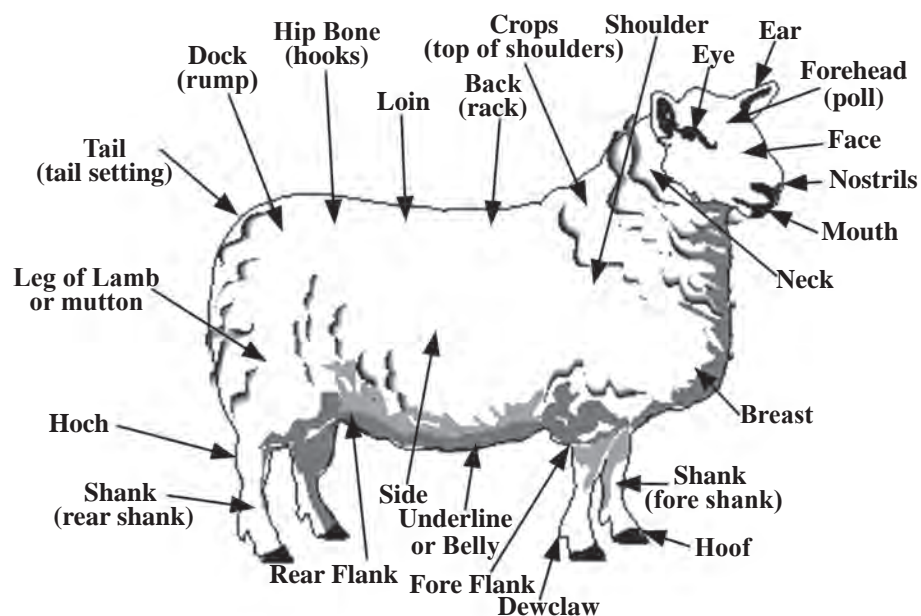 Hip Bone
(hooks)
Crops
(top of shoulders)
Shoulder
Ear
Eye
Dock
(rump)
Forehead
(poll)
Back
(rack)
Loin
Face
Tail
(tail setting)
Nostrils
Mouth
Neck
Leg of Lamb
or mutton
Breast
Hoch
Shank
(rear shank)
Shank
(fore shank)
Side
Underline
or Belly
Hoof
Rear Flank
Fore Flank
Dewclaw